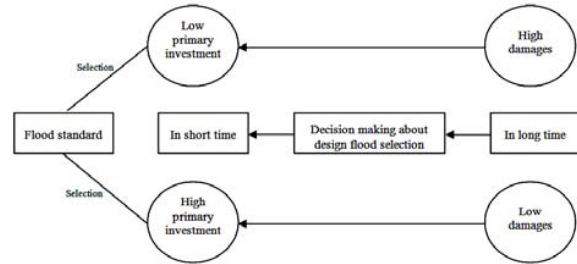 Low
primary
investment
High
damages
Selection
Flood standard
In short time
Decision making about
design flood selection
In long time
Selection
High
primary
investment
Low
damages